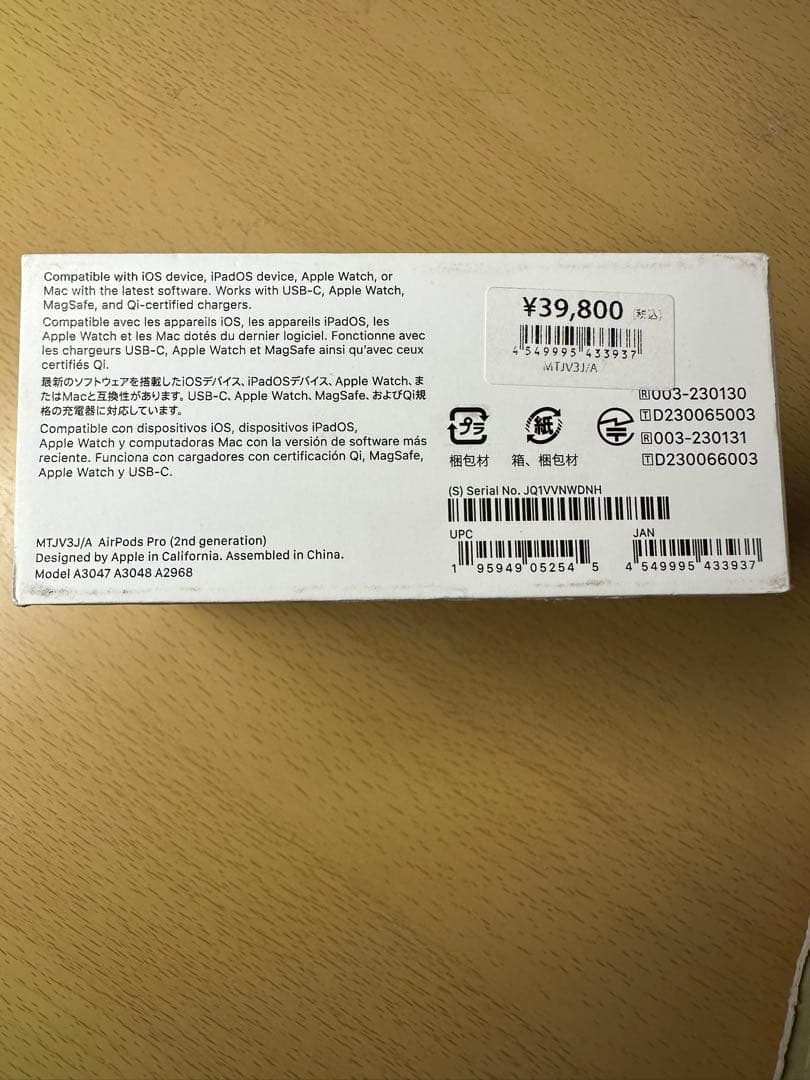 Compatible with iOS device, iPadOS device, Apple Watch, or
Mac with the latest software. Works with USB-C, Apple Watch,
MagSafe, and Qi-certified chargers.
Compatible avec les appareils iOS, les appareils iPadOS, les
Apple Watch et les Mac dotés du dernier logiciel. Fonctionne avec
les chargeurs USB-C, Apple Watch et MagSafe ainsi qu'avec ceux
certifiés Qi.
最新のソフトウェアを搭載したiOSデバイス、iPadOSデバイス、Apple Watch、ま
たはMacと互換性があります。USB-C、Apple Watch、MagSafe、およびQi規
格の充電器に対応しています。
Compatible con dispositivos iOS, dispositivos iPadOS,
Apple Watch y computadoras Mac con la versión de software más
reciente. Funciona con cargadores con certificación Qi, MagSafe,
Apple Watch y USB-C.
MTJV3J/A AirPods Pro (2nd generation)
Designed by Apple in California. Assembled in China.
Model A3047 A3048 A2968
¥39,800 (税込)
4 549995 433937
MTJV3J/A
R 003-230130
T D230065003
R 003-231131
T D230066003
プラ
紙
梱包材
箱、梱包材
(S) Serial No. JQ1VVNWDNH
UPC
1 95949 05254 5
JAN
4 549995 433937